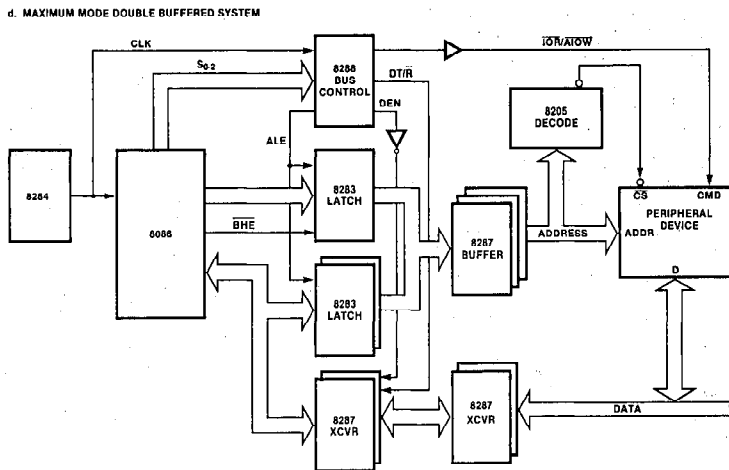 d. MAXIMUM MODE DOUBLE BUFFERED SYSTEM
CLK
S0-2
8288
BUS
CONTROL
IOR/AIOW
DT/R
DEN
ALE
8205
DECODE
8284
8086
8283
LATCH
BHE
8283
LATCH
8287
BUFFER
ADDRESS
CS
CMD
PERIPHERAL
DEVICE
ADDR
D
8287
XCVR
8287
XCVR
DATA